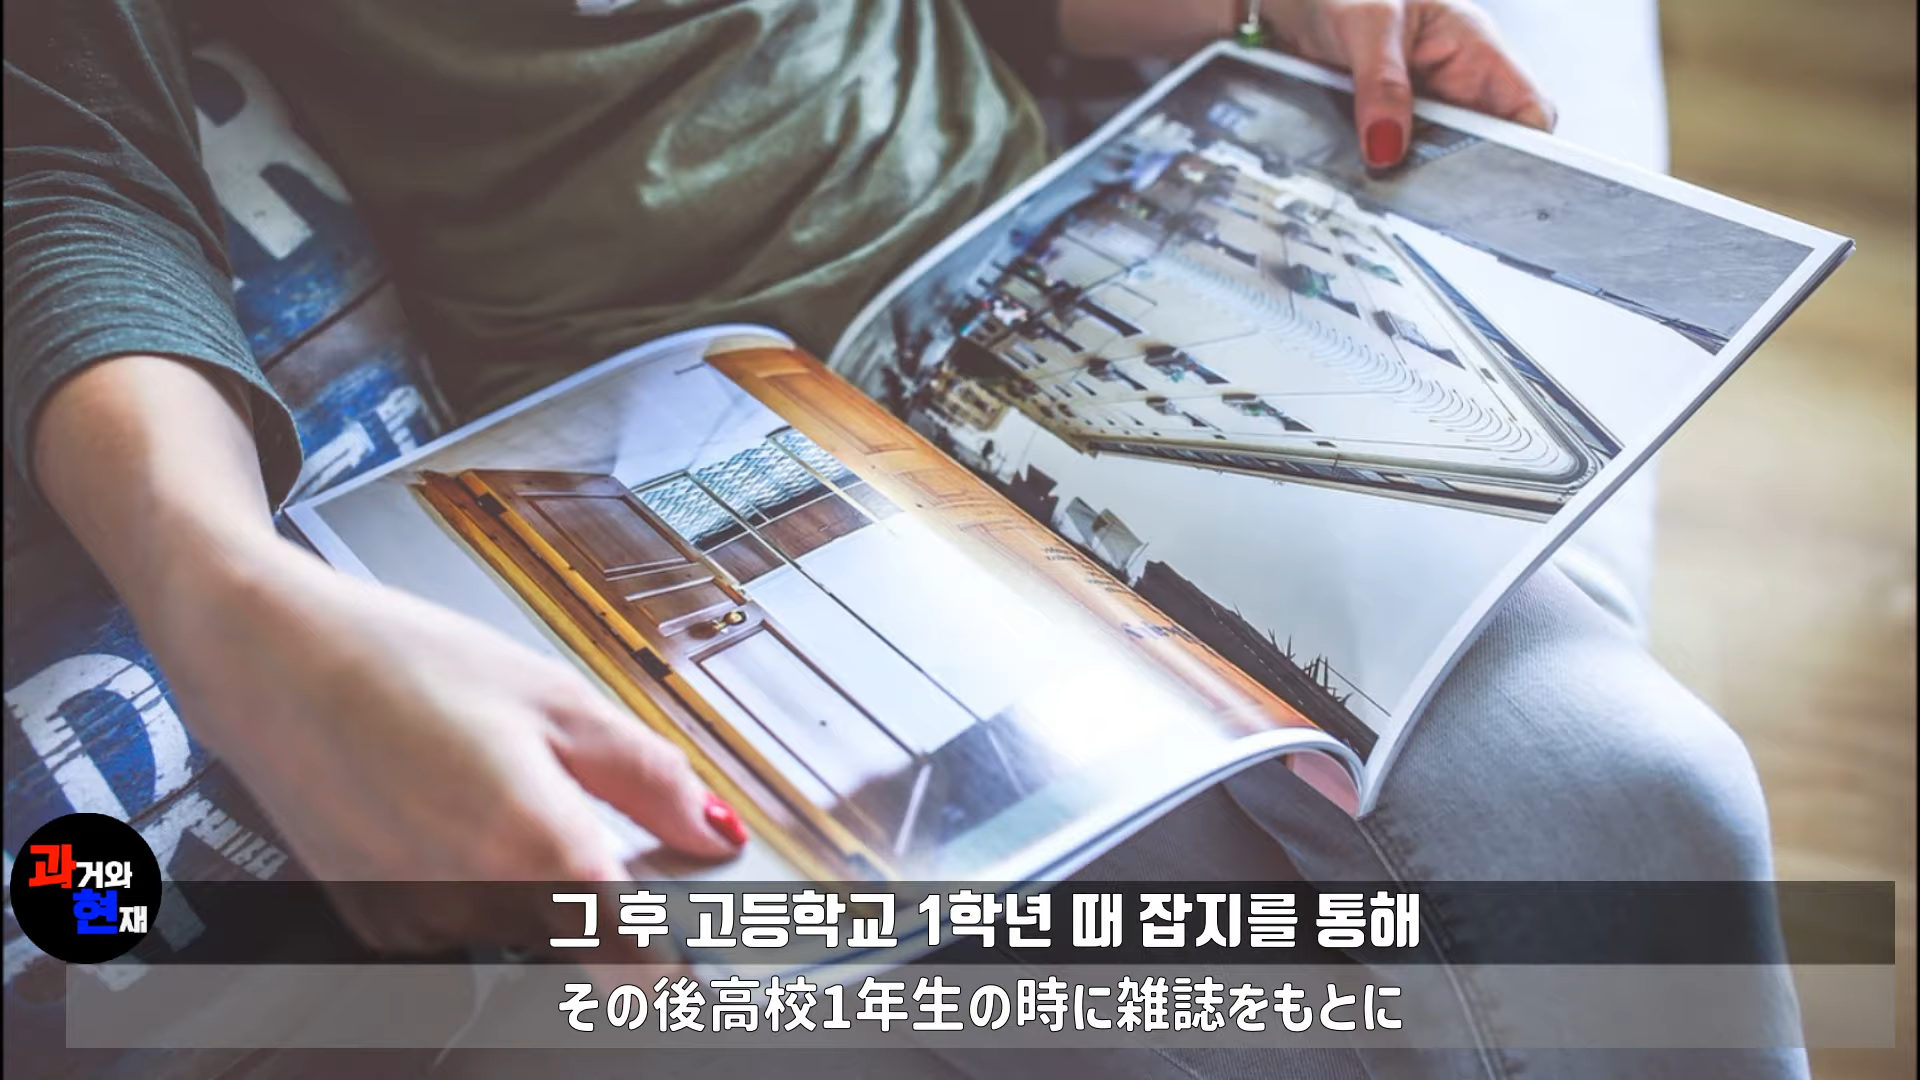 과거와
현재
그 후 고등학교 1학년 때 잡지를 통해
その後高校1年生の時に雑誌をもとに